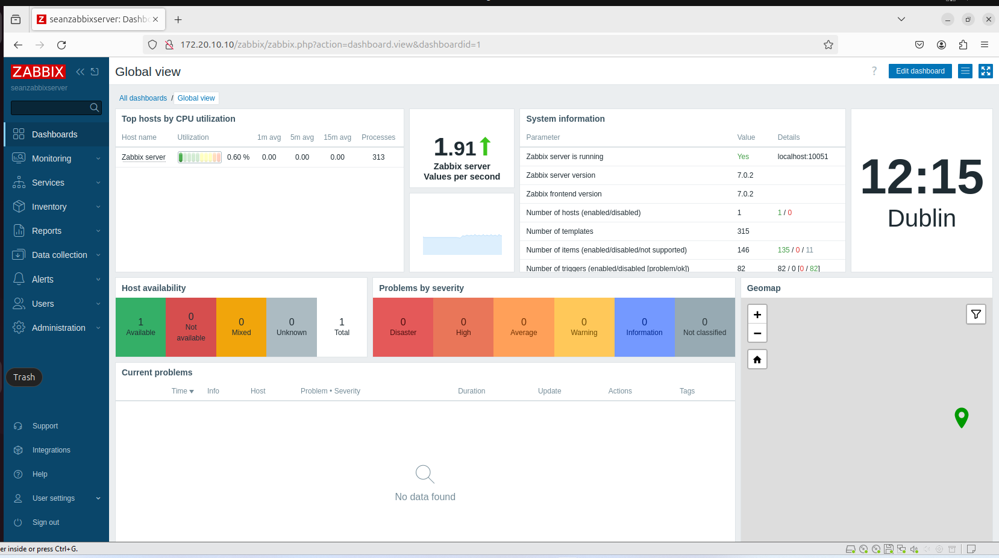 seanzabbixserver: Dashb
172.20.10.10/zabbix/zabbix.php?action=dashboard.view&dashboardid=1
ZABBIX
seanzabbixserver
Dashboards
Monitoring
Services
Inventory
Reports
Data collection
Alerts
Users
Administration
Trash
Support
Integrations
Help
User settings
Sign out
Global view
? Edit dashboard
All dashboards / Global view
Top hosts by CPU utilization
Host name Utilization 1m avg 5m avg 15m avg Processes
Zabbix server 0.60 % 0.00 0.00 0.00 313
1.91
Zabbix server
Values per second
System information
Parameter Value Details
Zabbix server is running Yes localhost:10051
Zabbix server version 7.0.2
Zabbix frontend version 7.0.2
Number of hosts (enabled/disabled) 1 1 / 0
Number of templates 315
Number of items (enabled/disabled/not supported) 146 135 / 0 / 11
Number of triggers (enabled/disabled [problem/ok]) 82 82 / 0 [0 / 82]
12:15
Dublin
Host availability
1 Available
0 Not available
0 Mixed
0 Unknown
1 Total
Problems by severity
0 Disaster
0 High
0 Average
0 Warning
0 Information
0 Not classified
Geomap
+
−
Current problems
Time Info Host Problem • Severity Duration Update Actions Tags
No data found
er inside or press Ctrl+G.